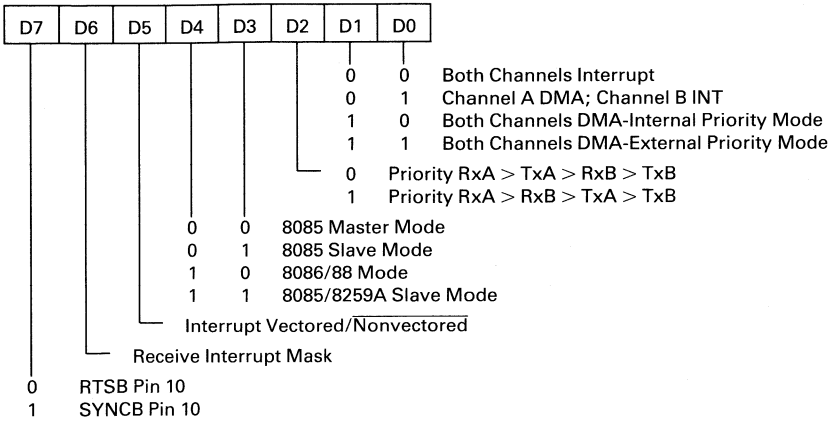 D7 D6 D5 D4 D3 D2 D1 D0
0 0 Both Channels Interrupt
0 1 Channel A DMA; Channel B INT
1 0 Both Channels DMA-Internal Priority Mode
1 1 Both Channels DMA-External Priority Mode
0 Priority RxA > TxA > RxB > TxB
1 Priority RxA > RxB > TxA > TxB
0 0 8085 Master Mode
0 1 8085 Slave Mode
1 0 8086/88 Mode
1 1 8085/8259A Slave Mode
Interrupt Vectored/Nonvectored
Receive Interrupt Mask
0 RTSB Pin 10
1 SYNCB Pin 10